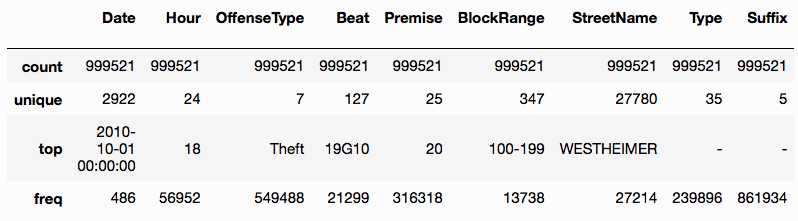 Date Hour OffenseType Beat Premise BlockRange StreetName Type Suffix
count 999521 999521 999521 999521 999521 999521 999521 999521 999521
unique 2922 24 7 127 25 347 27780 35 5
top 2010-10-01 00:00:00 18 Theft 19G10 20 100-199 WESTHEIMER - -
freq 486 56952 549488 21299 316318 13738 27214 239896 861934